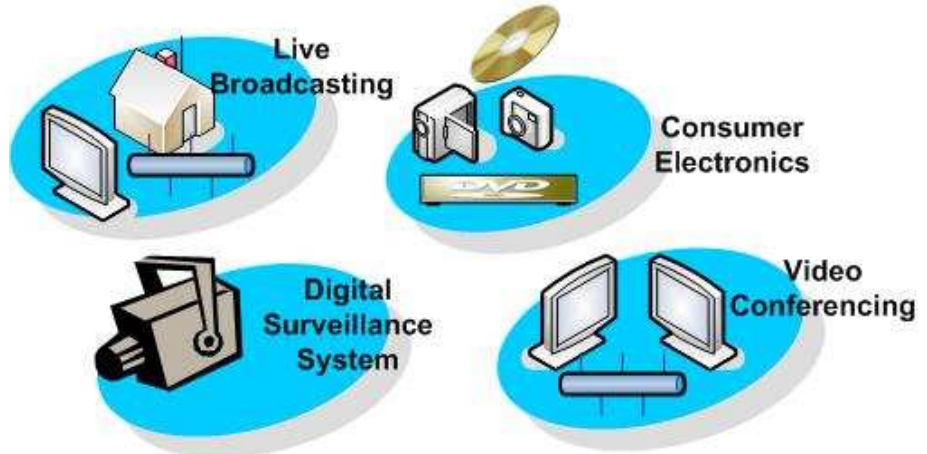 Live
Broadcasting
Consumer
Electronics
DVD
Digital
Surveillance
System
Video
Conferencing